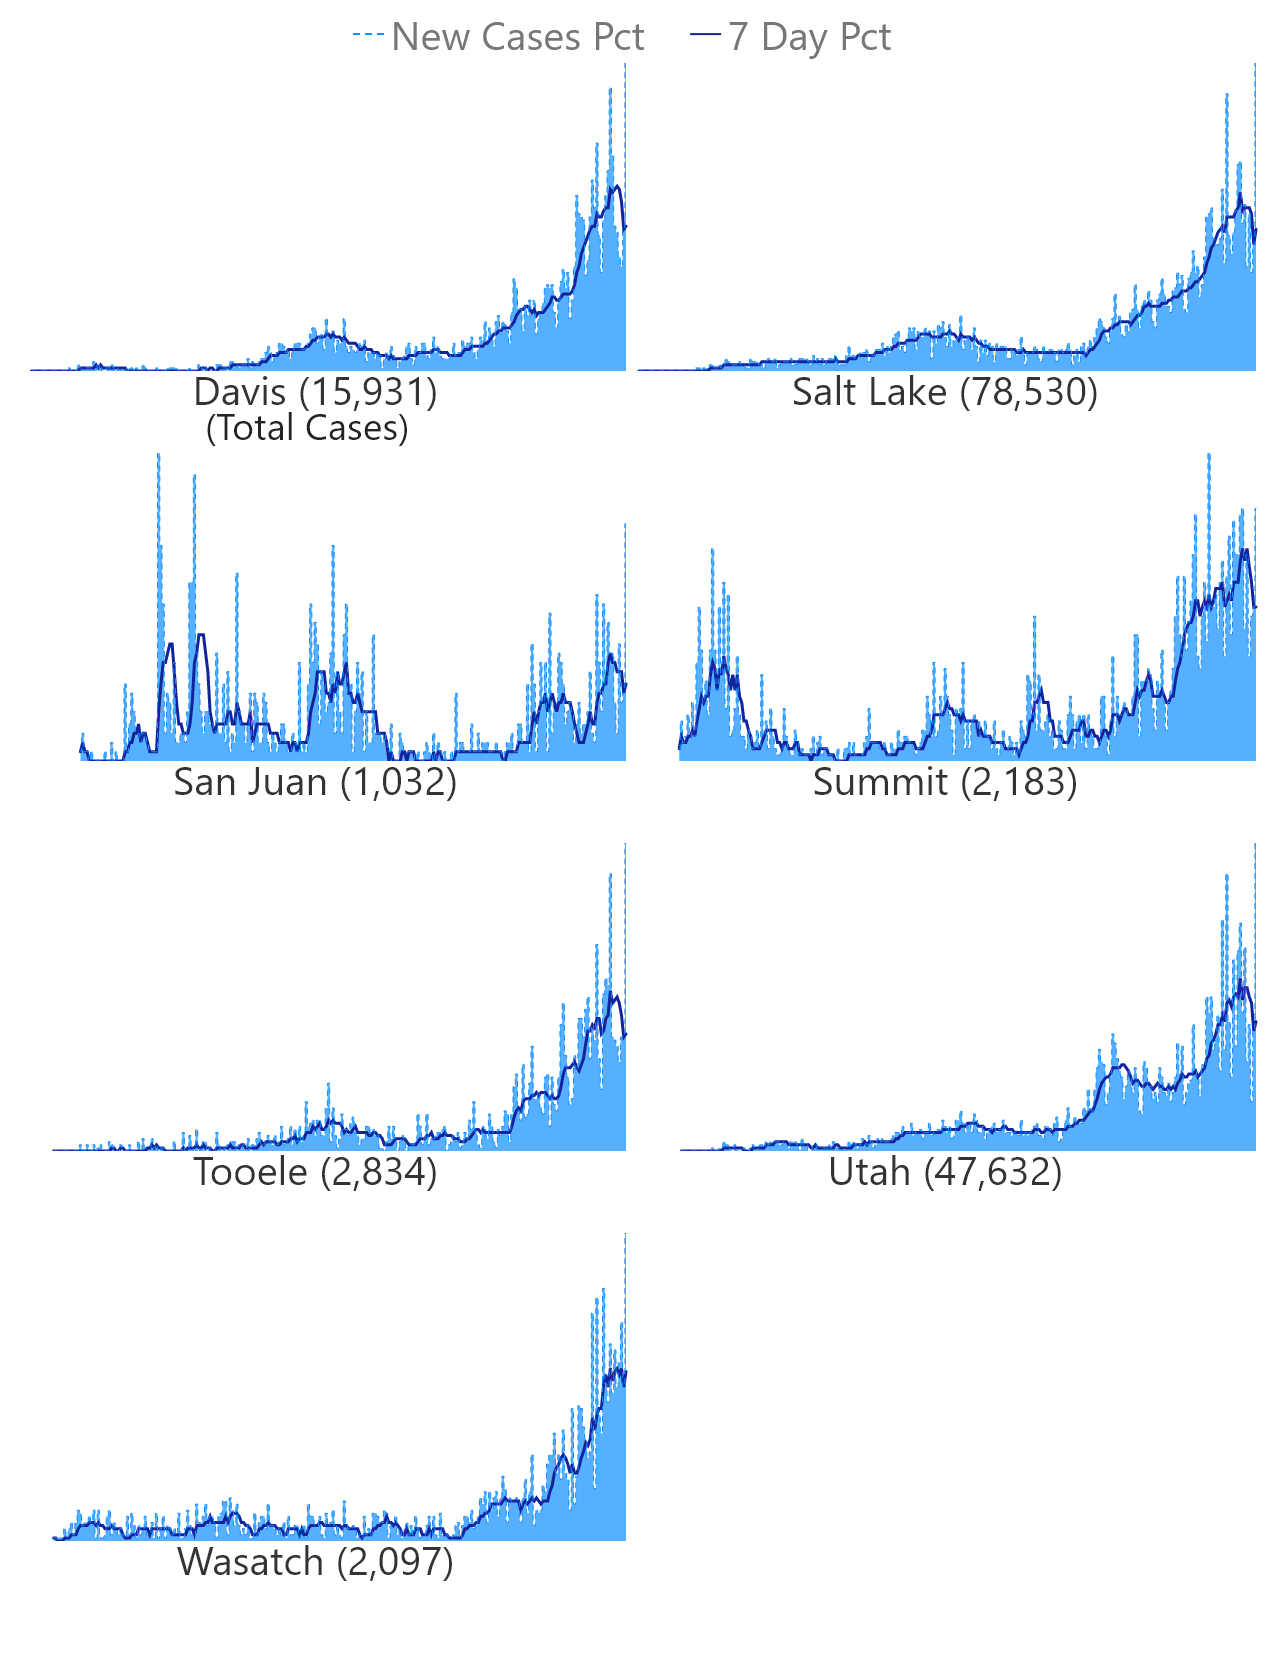 New Cases Pct 7 Day Pct
Davis (15,931) Salt Lake (78,530)
(Total Cases)
San Juan (1,032) Summit (2,183)
Tooele (2,834) Utah (47,632)
Wasatch (2,097)